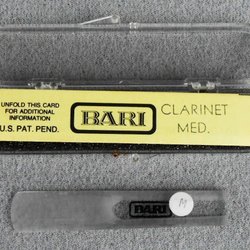 UNFOLD THIS CARD
FOR ADDITIONAL
INFORMATION
U.S. PAT. PEND.
BARI
CLARINET
MED.
BARI
M